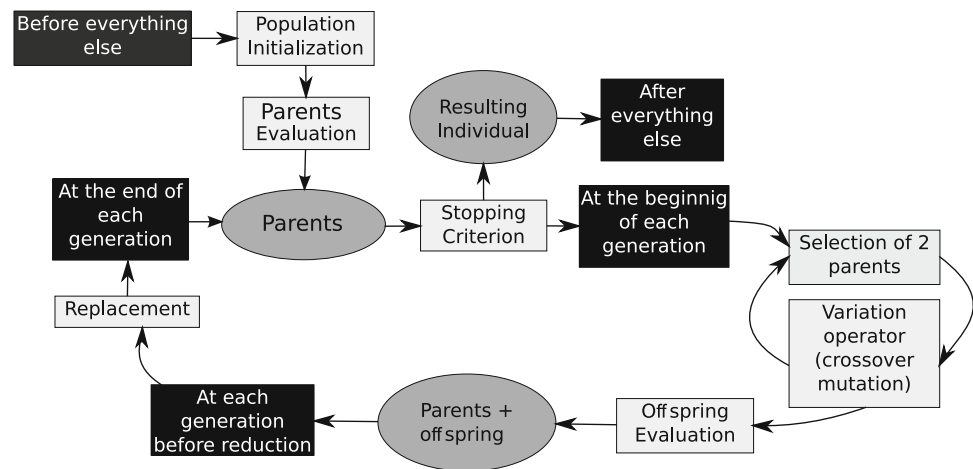 Before everything
else
Population
Initialization
Parents
Evaluation
Resulting
Individual
After
everything
else
At the end of
each
generation
Parents
Stopping
Criterion
At the beginnig
of each
generation
Selection of 2
parents
Replacement
Variation
operator
(crossover
mutation)
At each
generation
before reduction
Parents +
offspring
Offspring
Evaluation